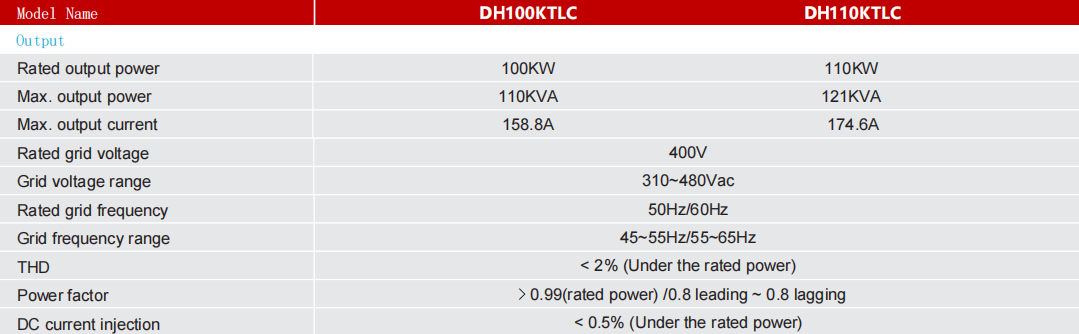 Model Name DH100KTLC DH110KTLC
Output
Rated output power 100KW 110KW
Max. output power 110KVA 121KVA
Max. output current 158.8A 174.6A
Rated grid voltage 400V
Grid voltage range 310~480Vac
Rated grid frequency 50Hz/60Hz
Grid frequency range 45~55Hz/55~65Hz
THD < 2% (Under the rated power)
Power factor > 0.99(rated power) /0.8 leading ~ 0.8 lagging
DC current injection < 0.5% (Under the rated power)